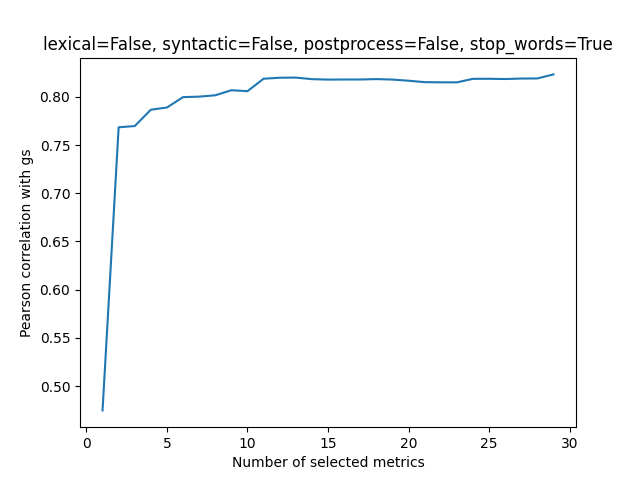 lexical=False, syntactic=False, postprocess=False, stop_words=True
0.80
0.75
0.70
0.65
0.60
0.55
0.50
Pearson correlation with gs
0 5 10 15 20 25 30
Number of selected metrics